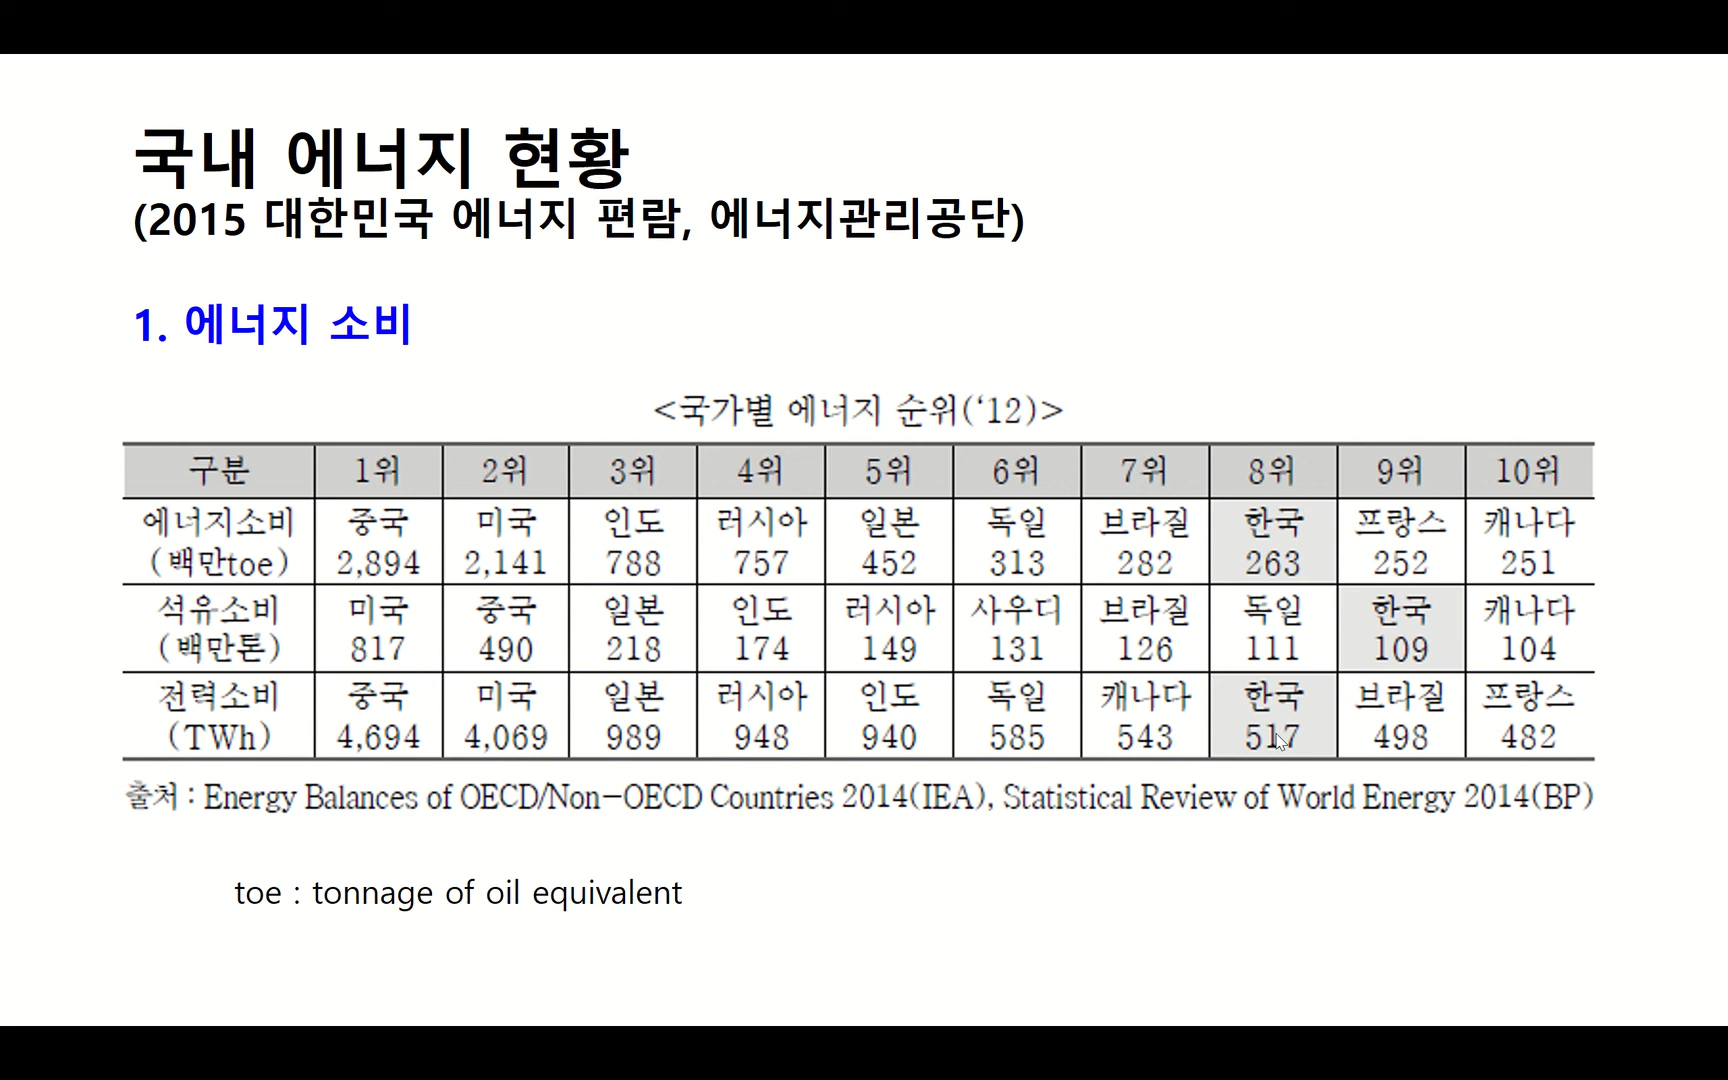 국내 에너지 현황
(2015 대한민국 에너지 편람, 에너지관리공단)
1. 에너지 소비
<국가별 에너지 순위(‘12)>
구분 1위 2위 3위 4위 5위 6위 7위 8위 9위 10위
에너지소비 중국 미국 인도 러시아 일본 독일 브라질 한국 프랑스 캐나다
(백만toe) 2,894 2,141 788 757 452 313 282 263 252 251
석유소비 미국 중국 일본 인도 러시아 사우디 브라질 독일 한국 캐나다
(백만톤) 817 490 218 174 149 131 126 111 109 104
전력소비 중국 미국 일본 러시아 인도 독일 캐나다 한국 브라질 프랑스
(TWh) 4,694 4,069 989 948 940 585 543 517 498 482
출처 : Energy Balances of OECD/Non-OECD Countries 2014(IEA), Statistical Review of World Energy 2014(BP)
toe : tonnage of oil equivalent